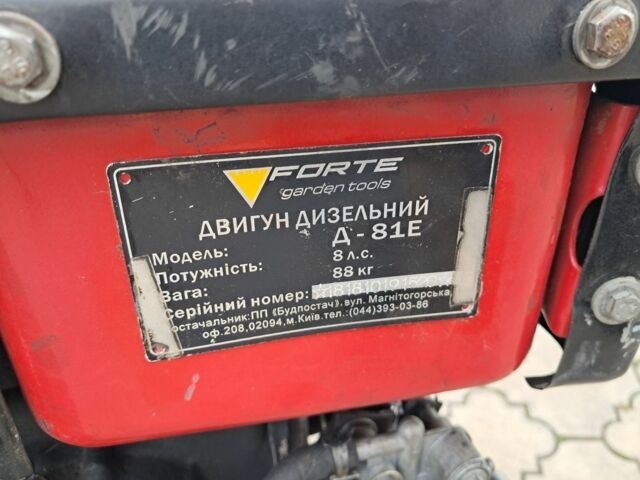 FORTE
garden tools
ДВИГУН ДИЗЕЛЬНИЙ
Модель: Д - 81Е
Потужність: 8 л.с.
Вага: 88 кг
Серійний номер:
Постачальник:ПП «Будпостач».вул. Магнітогорська,
оф.208,02094,м.Київ.тел.:(044)393-03-86